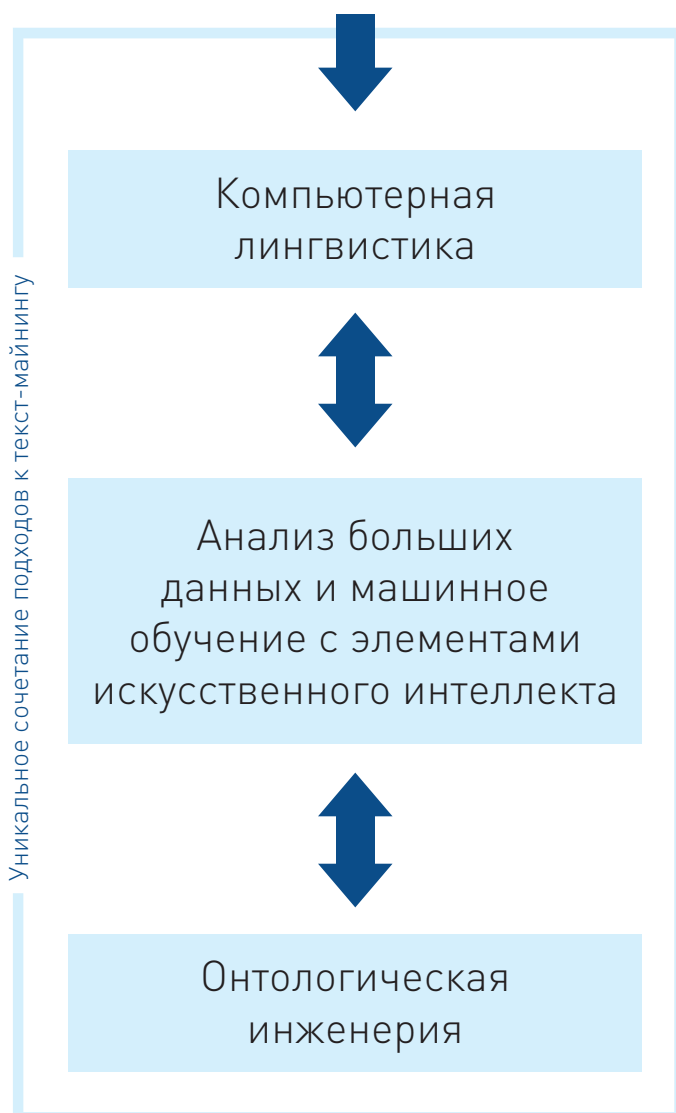 Компьютерная
лингвистика
Уникальное сочетание подходов к текст-майнингу
Анализ больших
данных и машинное
обучение с элементами
искусственного интеллекта
Онтологическая
инженерия